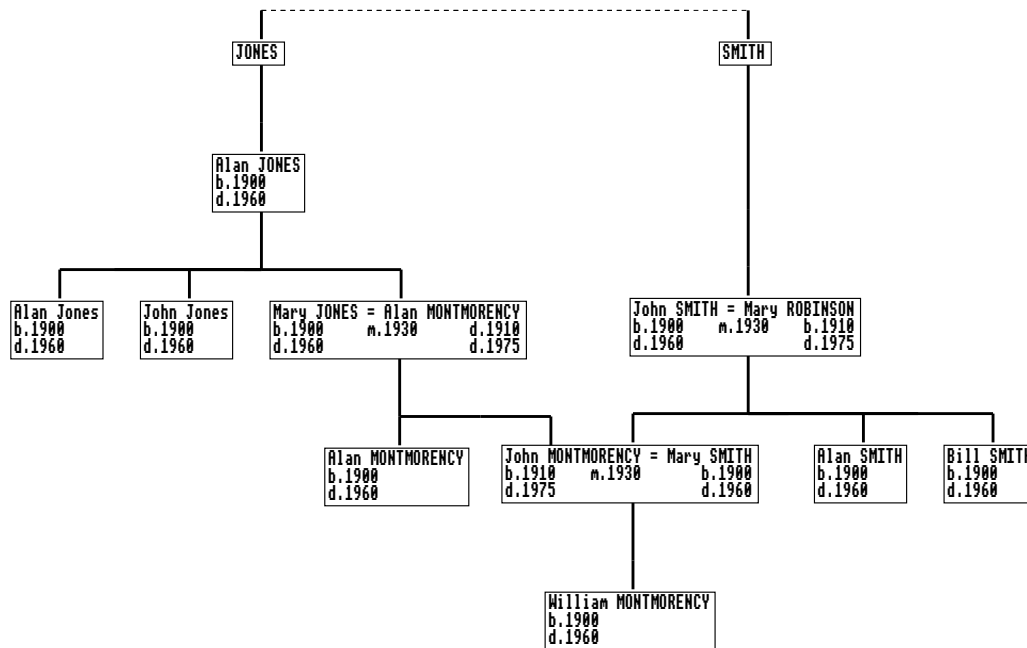 JONES
SMITH
Alan JONES
b.1900
d.1960
Alan Jones
b.1900
d.1960
John Jones
b.1900
d.1960
Mary JONES = Alan MONTMORENCY
b.1900 m.1930 d.1910
d.1960 d.1975
John SMITH = Mary ROBINSON
b.1900 m.1930 b.1910
d.1960 d.1975
Alan MONTMORENCY
b.1900
d.1960
John MONTMORENCY = Mary SMITH
b.1910 m.1930 b.1900
d.1975 d.1960
Alan SMITH
b.1900
d.1960
Bill SMITH
b.1900
d.1960
William MONTMORENCY
b.1900
d.1960